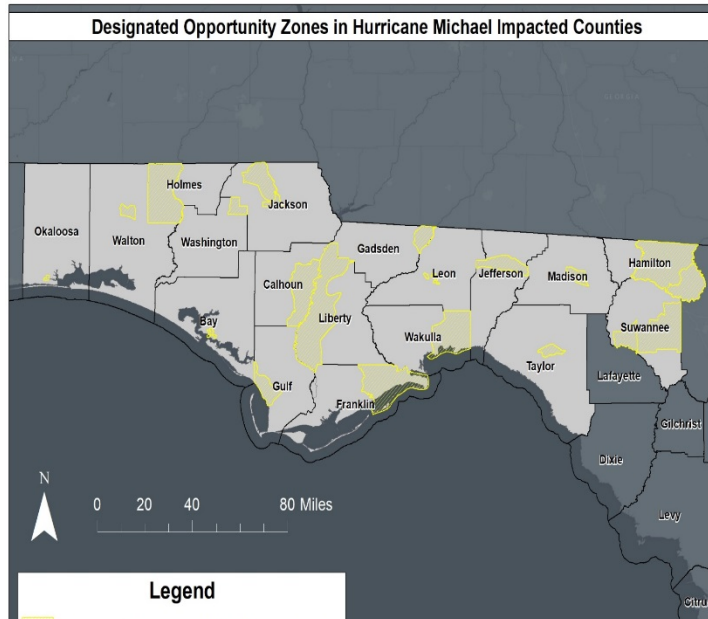 Designated Opportunity Zones in Hurricane Michael Impacted Counties
Holmes
Jackson
Okaloosa
Walton
Washington
Gadsden
Leon
Jefferson
Madison
Hamilton
Calhoun
Liberty
Bay
Wakulla
Suwannee
Taylor
Lafayette
Gulf
Franklin
Gilchrist
Dixie
Levy
Citru
N
0 20 40 80 Miles
Legend